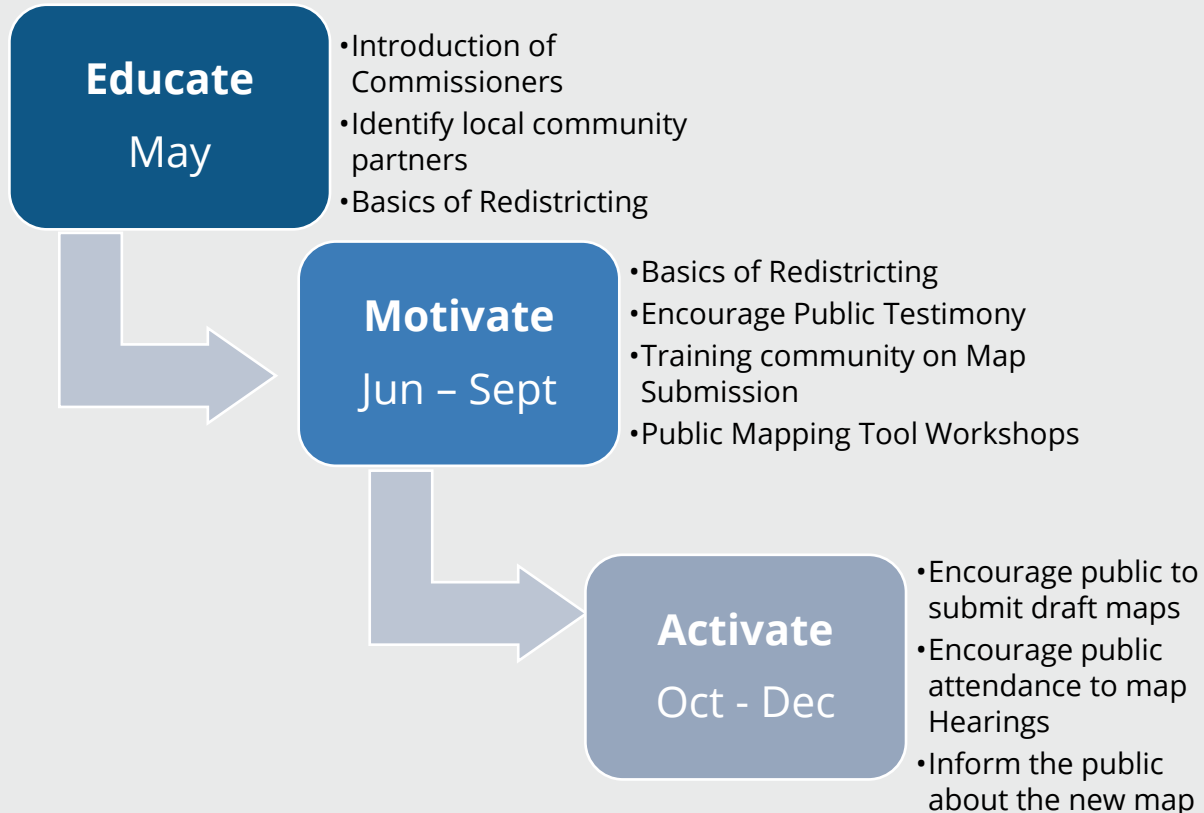 Educate
May
•Introduction of
Commissioners
•Identify local community
partners
•Basics of Redistricting
Motivate
Jun – Sept
•Basics of Redistricting
•Encourage Public Testimony
•Training community on Map
Submission
•Public Mapping Tool Workshops
Activate
Oct - Dec
•Encourage public to
submit draft maps
•Encourage public
attendance to map
Hearings
•Inform the public
about the new map